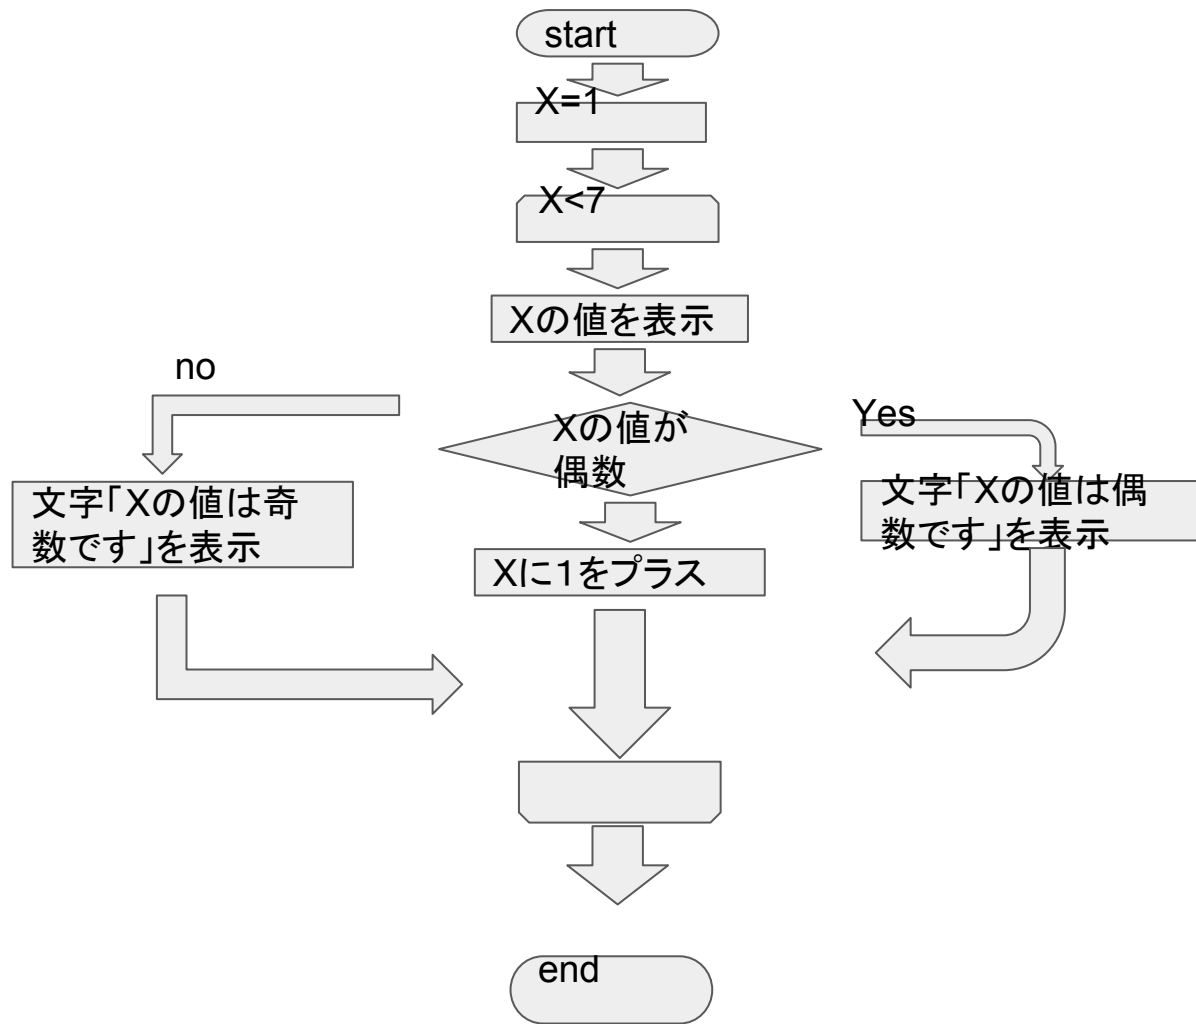 start
X=1
X<7
Xの値を表示
no
Xの値が
偶数
Yes
文字「Xの値は奇
数です」を表示
文字「Xの値は偶
数です」を表示
Xに1をプラス
end